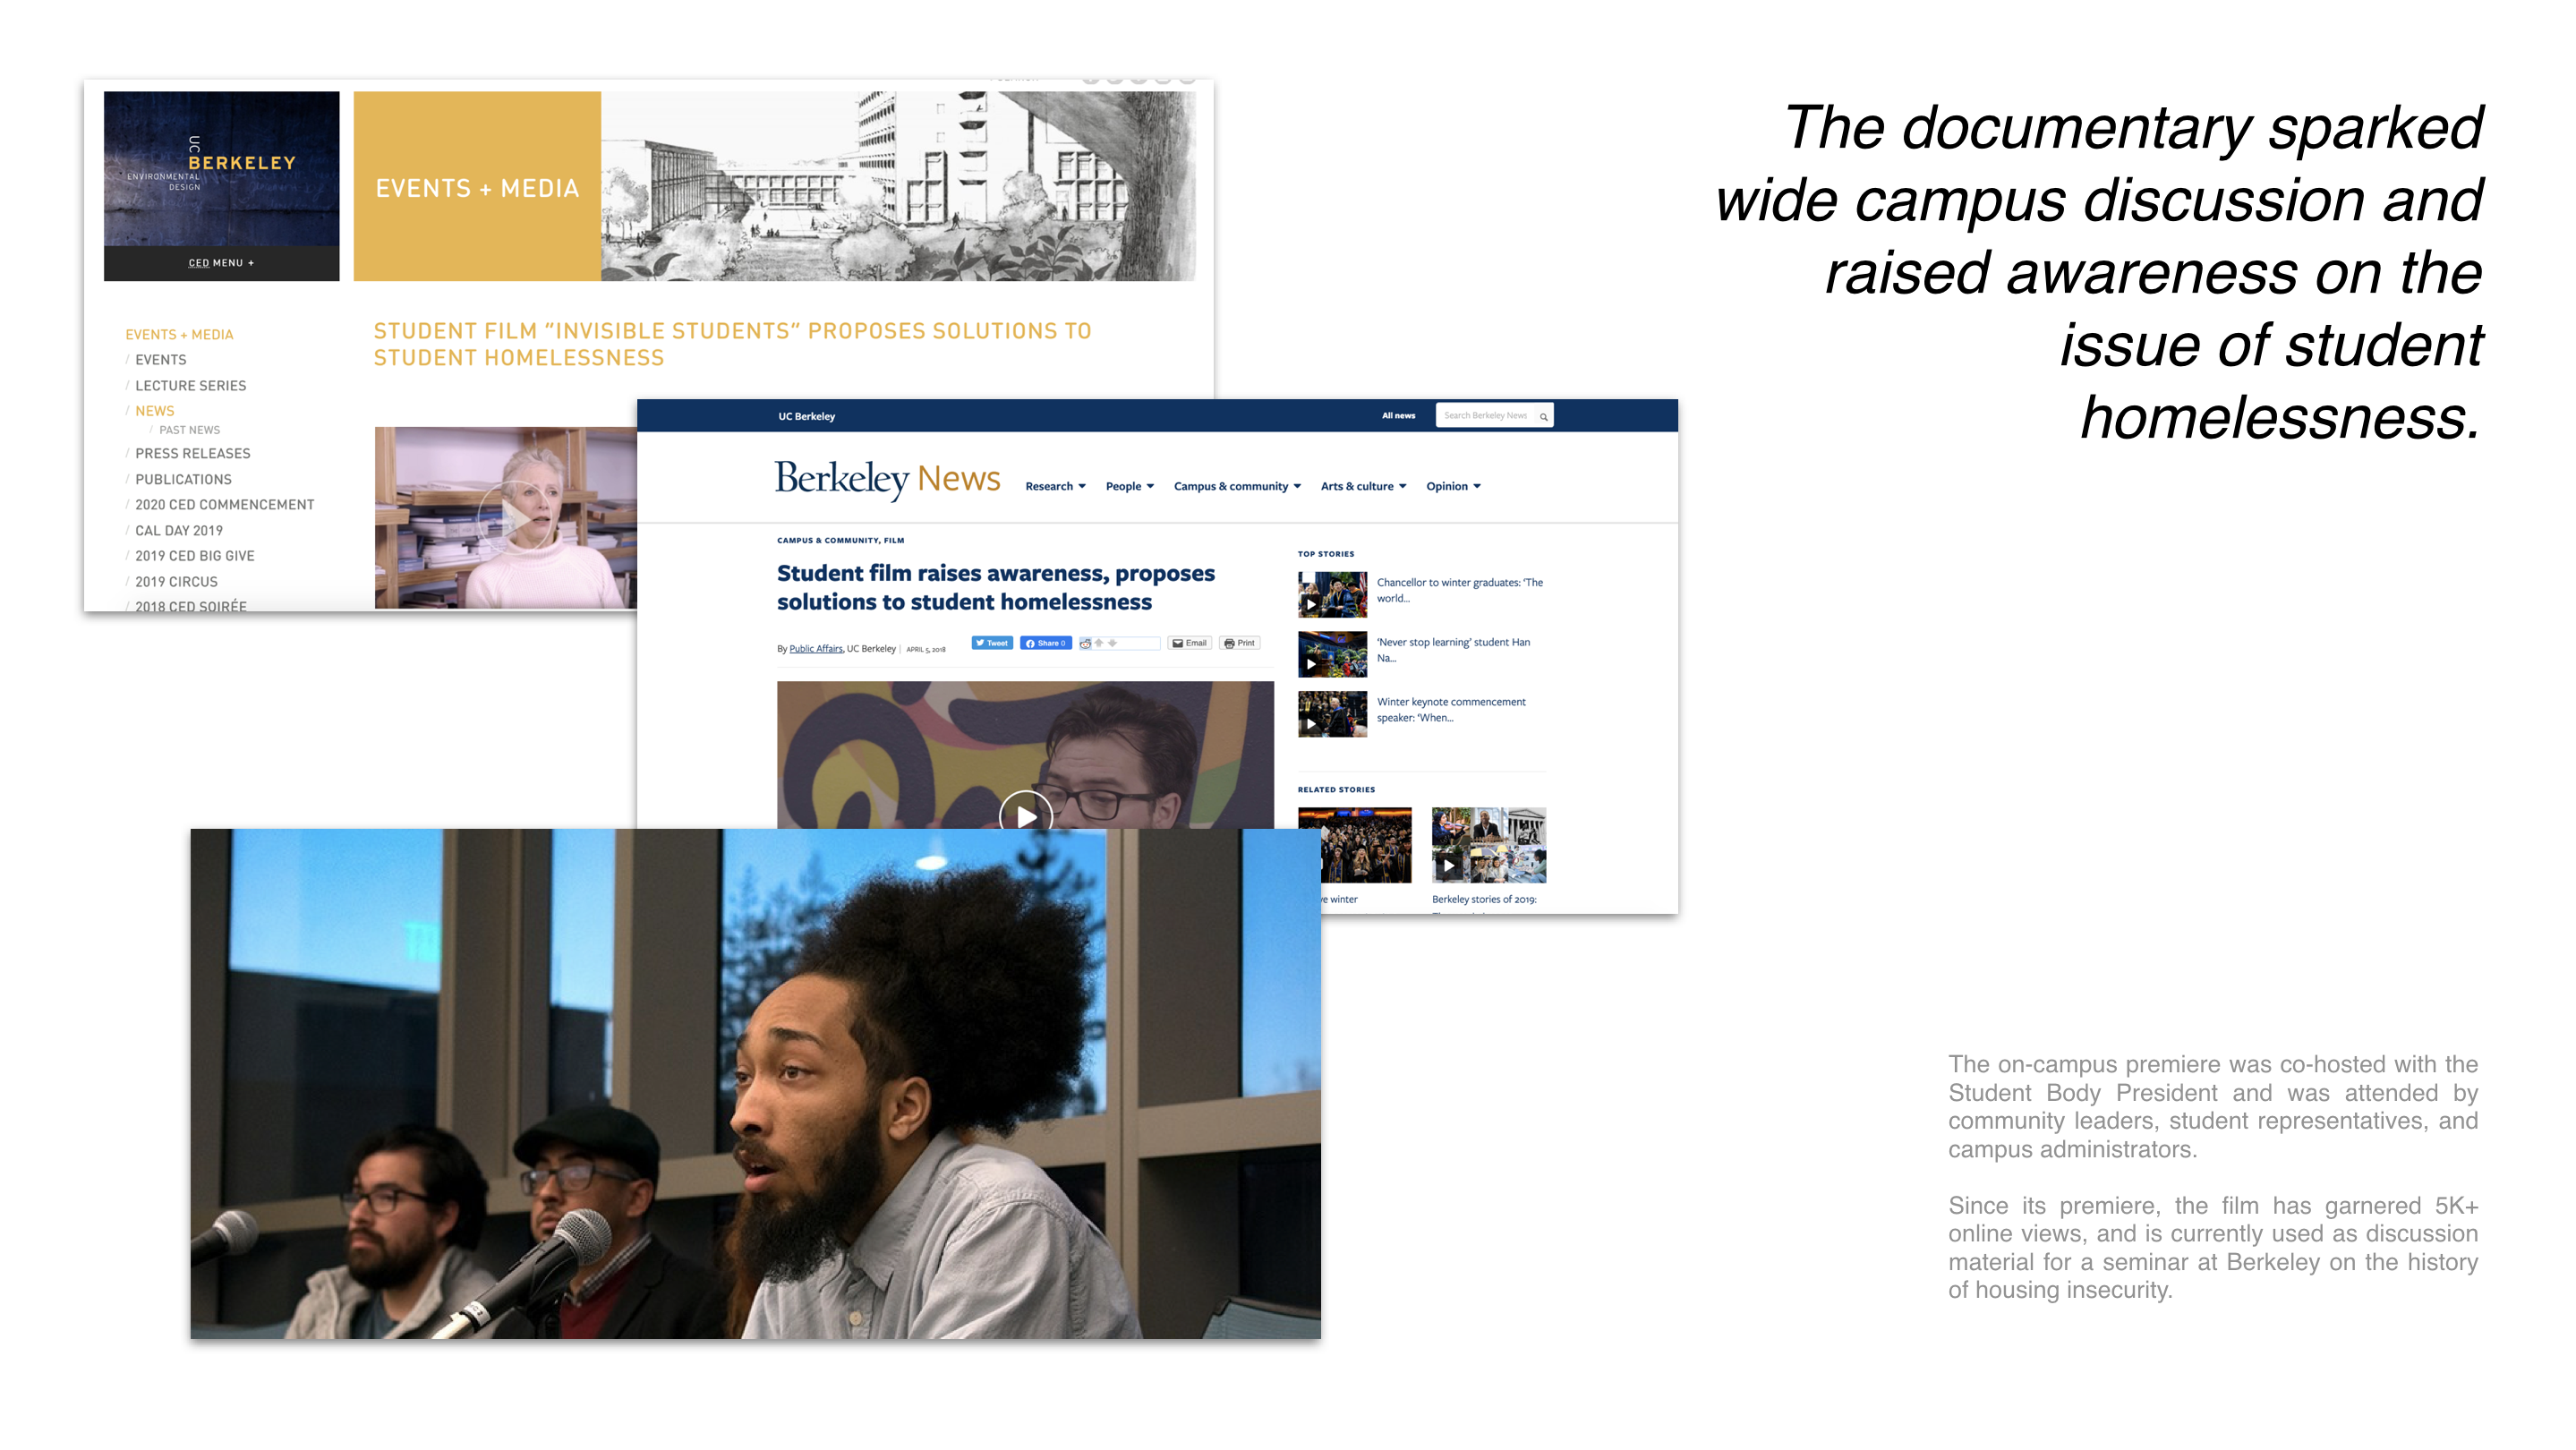 UC
BERKELEY
ENVIRONMENTAL
DESIGN
CED MENU +
EVENTS + MEDIA
EVENTS + MEDIA
/ EVENTS
/ LECTURE SERIES
/ NEWS
/ PAST NEWS
/ PRESS RELEASES
/ PUBLICATIONS
/ 2020 CED COMMENCEMENT
/ CAL DAY 2019
/ 2019 CED BIG GIVE
/ 2019 CIRCUS
/ 2018 CED SOIRÉE
STUDENT FILM “INVISIBLE STUDENTS” PROPOSES SOLUTIONS TO
STUDENT HOMELESSNESS
UC Berkeley
All news
Search Berkeley News
Berkeley News
Research People Campus & community Arts & culture Opinion
CAMPUS & COMMUNITY, FILM
Student film raises awareness, proposes
solutions to student homelessness
By Public Affairs, UC Berkeley | APRIL 5, 2018
Tweet Share 0 Email Print
TOP STORIES
Chancellor to winter graduates: ‘The
world...
‘Never stop learning’ student Han
Na...
Winter keynote commencement
speaker: ‘When...
RELATED STORIES
winter
Berkeley stories of 2019:
The documentary sparked
wide campus discussion and
raised awareness on the
issue of student
homelessness.
The on-campus premiere was co-hosted with the
Student Body President and was attended by
community leaders, student representatives, and
campus administrators.
Since its premiere, the film has garnered 5K+
online views, and is currently used as discussion
material for a seminar at Berkeley on the history
of housing insecurity.